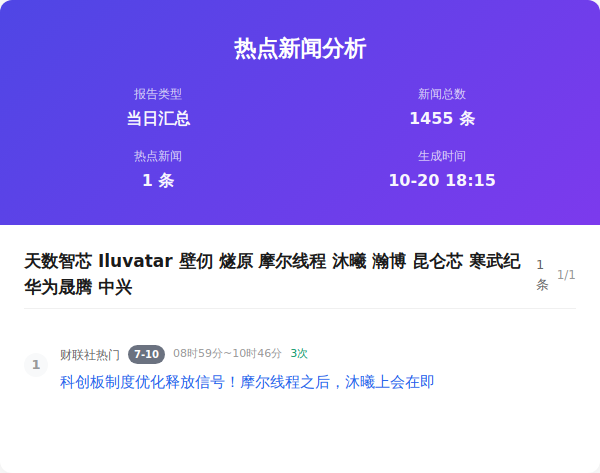 热点新闻分析
报告类型
新闻总数
当日汇总
1455 条
热点新闻
生成时间
1 条
10-20 18:15
天数智芯 Iluvatar 壁仞 燧原 摩尔线程 沐曦 瀚博 昆仑芯 寒武纪
华为晟腾 中兴
1
条
1/1
1
财联社热门 7-10 08时59分~10时46分 3次
科创板制度优化释放信号！摩尔线程之后，沐曦上会在即